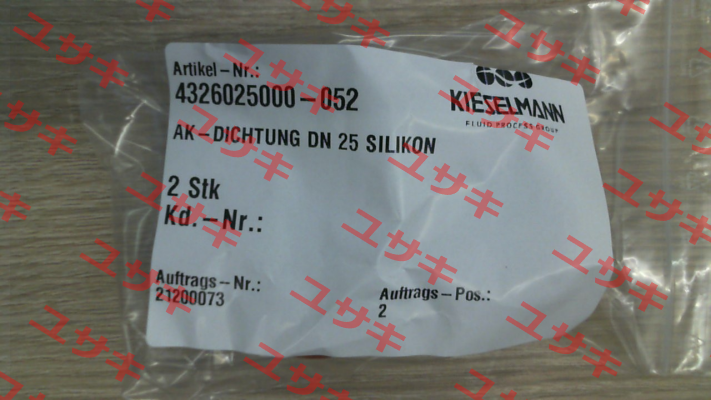 Artikel-Nr.:
4326025000-052
KIESELMANN
FLUID PROCESS GROUP
AK-DICHTUNG DN 25 SILIKON
2 Stk
Kd.-Nr.:
Auftrags-Nr.:
21200073
Auftrags-Pos.:
2
ユサキ